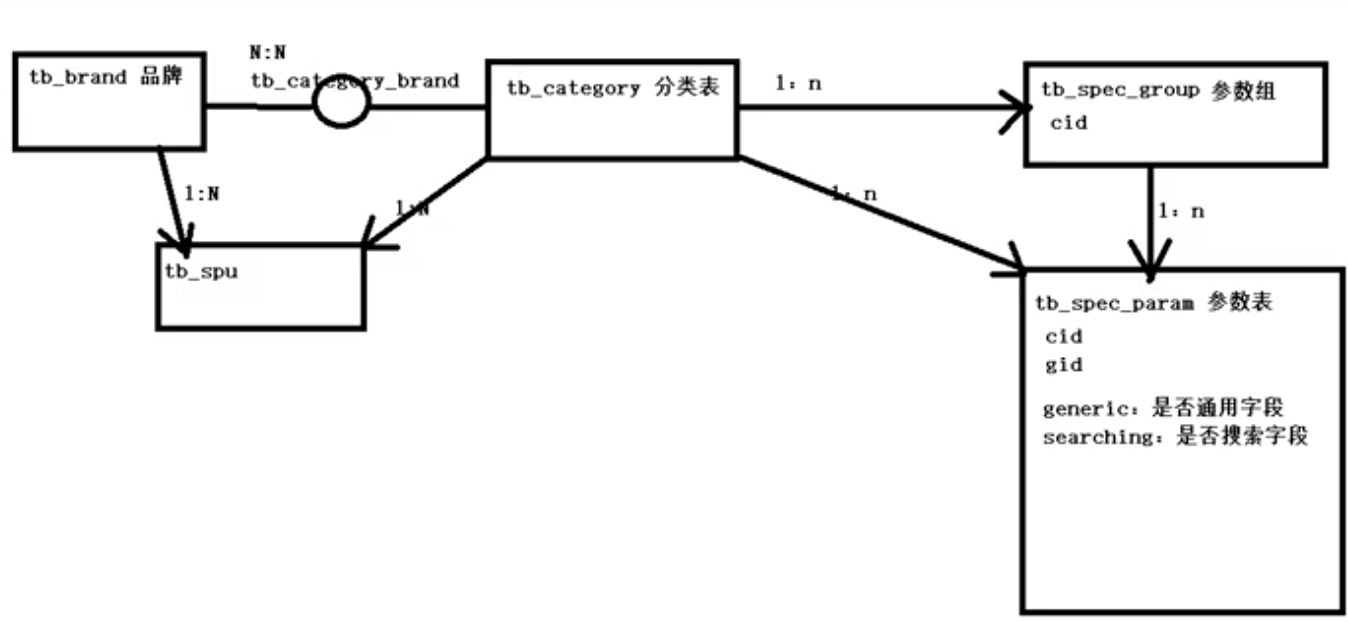 N:N
tb_category_brand
tb_brand 品牌
tb_category 分类表
1：n
tb_spec_group 参数组
cid
1:N
1:N
1：n
1：n
tb_spu
tb_spec_param 参数表
cid
gid
generic：是否通用字段
searching：是否搜索字段